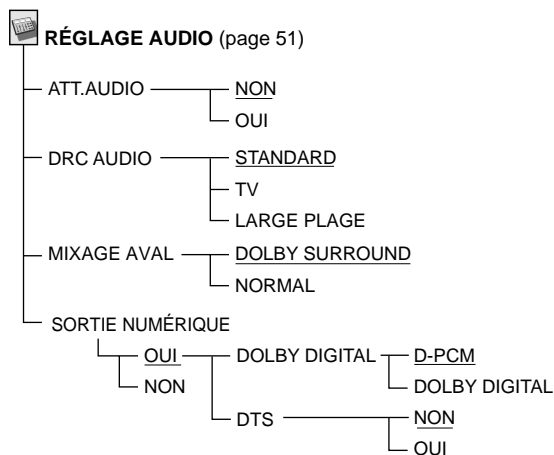 RÉGLAGE AUDIO (page 51)
ATT.AUDIO NON
OUI
DRC AUDIO STANDARD
TV
LARGE PLAGE
MIXAGE AVAL DOLBY SURROUND
NORMAL
SORTIE NUMÉRIQUE
OUI DOLBY DIGITAL D-PCM
NON DOLBY DIGITAL
DTS NON
OUI